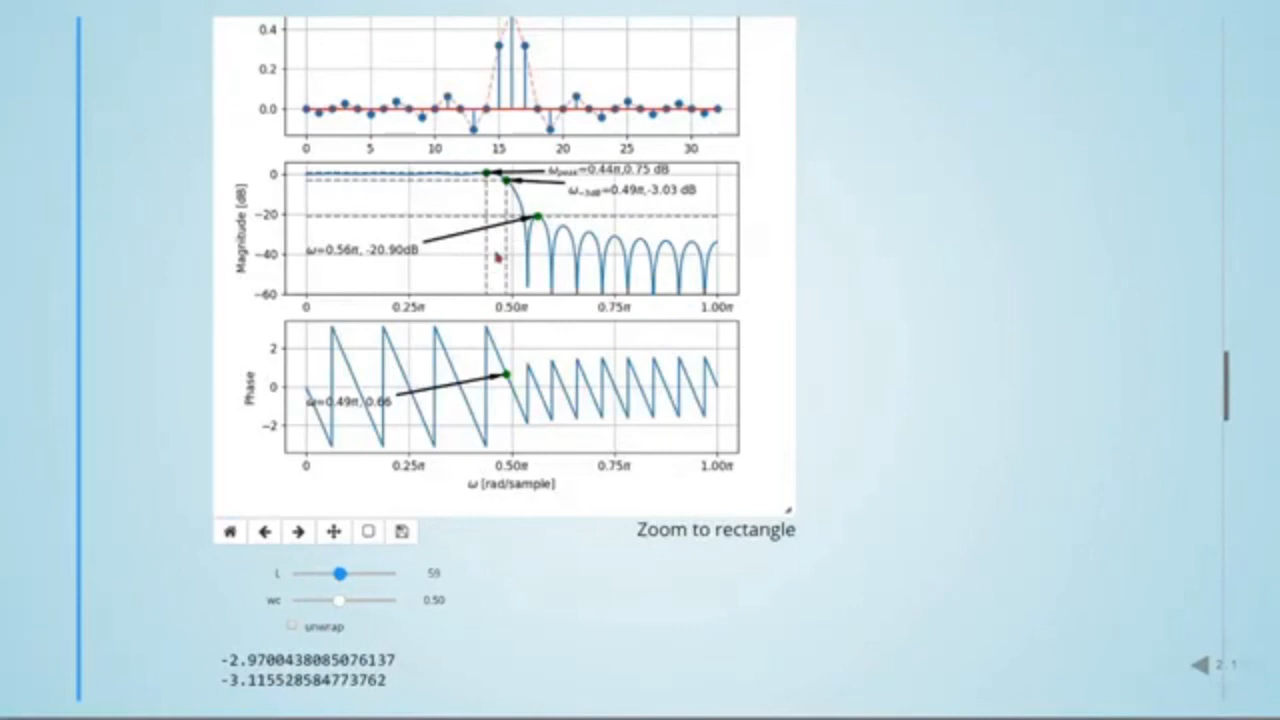 0.4
0.2
0.0
0 5 10 15 20 25 30
Magnitude [dB]
0
−20
−40
−60
ωpeak=0.44π,0.75 dB
ω−3dB=0.49π,-3.03 dB
ω=0.56π, -20.90dB
0 0.25π 0.50π 0.75π 1.00π
Phase
2
0
−2
ω=0.49π, 0.66
0 0.25π 0.50π 0.75π 1.00π
ω [rad/sample]
Zoom to rectangle
L 59
wc 0.50
unwrap
-2.9700438085076137
-3.115528584773762
2.1